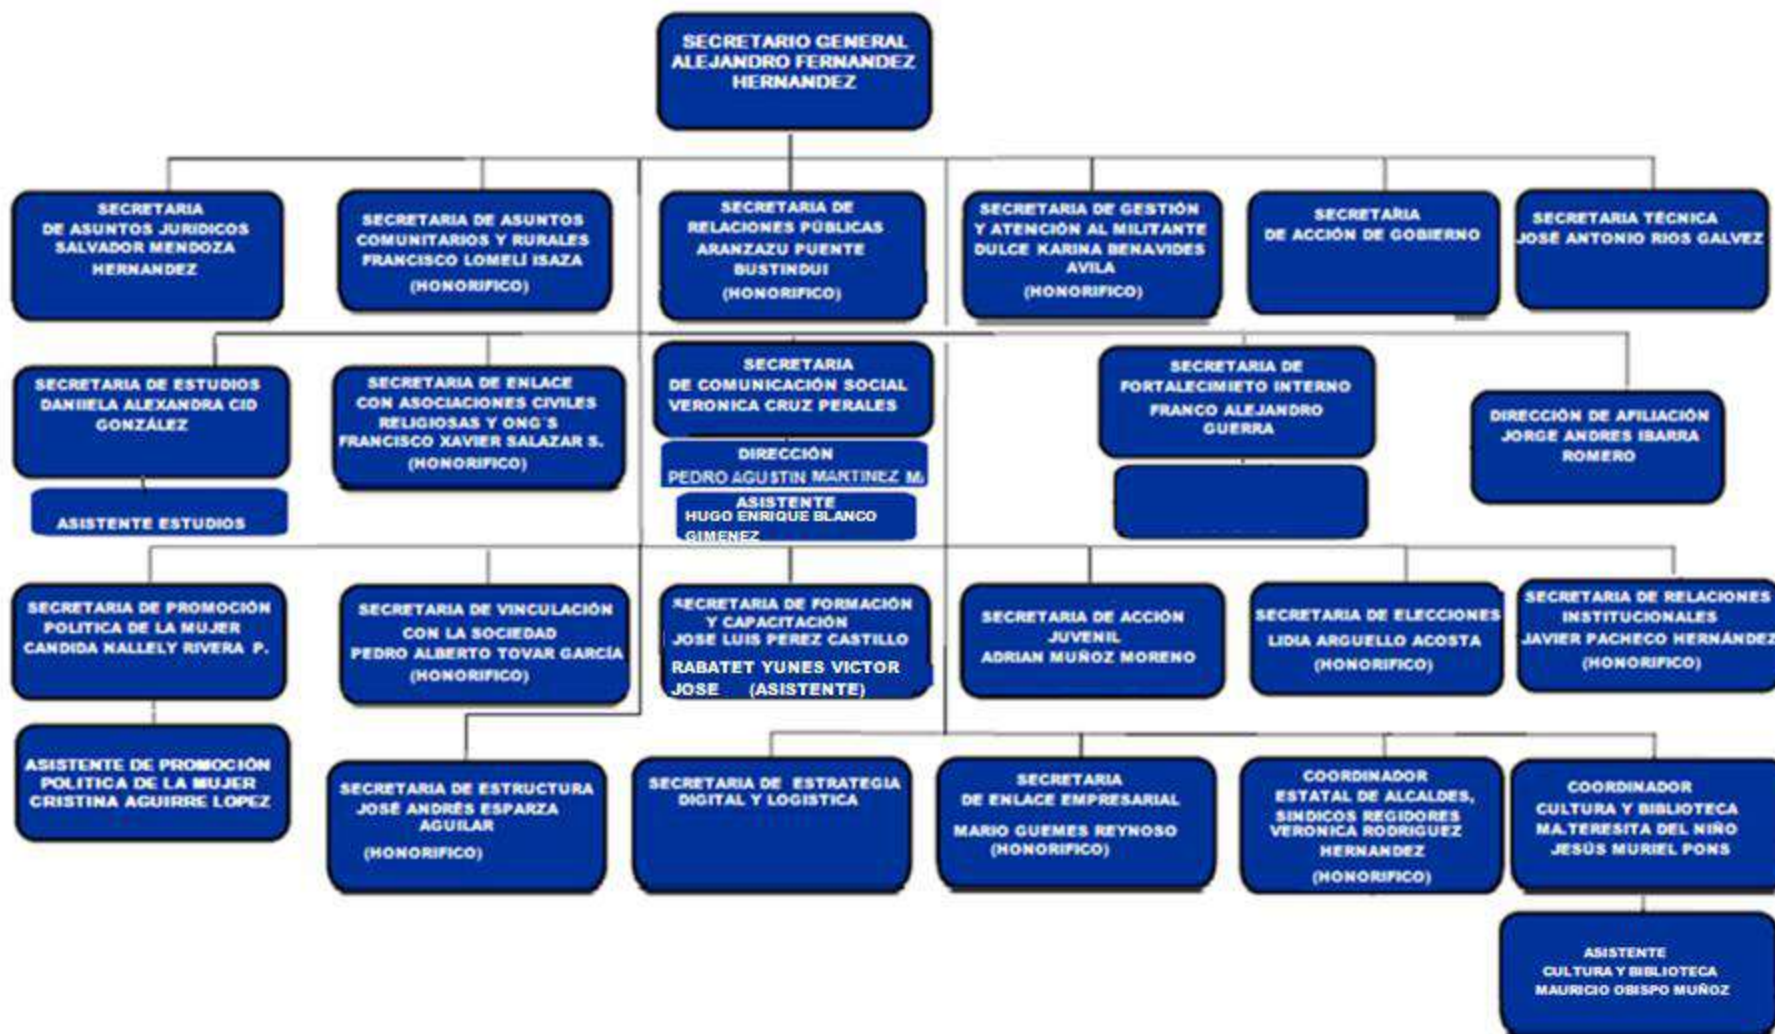 SECRETARIO GENERAL
ALEJANDRO FERNANDEZ
HERNANDEZ
SECRETARIA
DE ASUNTOS JURÍDICOS
SALVADOR MENDOZA
HERNANDEZ
SECRETARIA DE ASUNTOS
COMUNITARIOS Y RURALES
FRANCISCO LOMELÍ ISAZA
(HONORIFICO)
SECRETARIA DE
RELACIONES PÚBLICAS
ARANZAZU PUENTE
BUSTINDUI
(HONORIFICO)
SECRETARIA DE GESTIÓN
Y ATENCIÓN AL MILITANTE
DULCE KARINA BENAVIDES
AVILA
(HONORIFICO)
SECRETARIA
DE ACCIÓN DE GOBIERNO
SECRETARIA TÉCNICA
JOSÉ ANTONIO RIOS GALVEZ
SECRETARIA DE ESTUDIOS
DANIIELA ALEXANDRA CID
GONZÁLEZ
ASISTENTE ESTUDIOS
SECRETARIA DE ENLACE
CON ASOCIACIONES CIVILES
RELIGIOSAS Y ONG´S
FRANCISCO XAVIER SALAZAR S.
(HONORIFICO)
SECRETARIA
DE COMUNICACIÓN SOCIAL
VERONICA CRUZ PERALES
DIRECCIÓN
PEDRO AGUSTIN MARTINEZ M.
ASISTENTE
HUGO ENRIQUE BLANCO
GIMENEZ
SECRETARIA DE
FORTALECIMIETO INTERNO
FRANCO ALEJANDRO
GUERRA
DIRECCIÓN DE AFILIACIÓN
JORGE ANDRES IBARRA
ROMERO
SECRETARIA DE PROMOCIÓN
POLITICA DE LA MUJER
CANDIDA NALLELY RIVERA P.
ASISTENTE DE PROMOCIÓN
POLITICA DE LA MUJER
CRISTINA AGUIRRE LOPEZ
SECRETARIA DE VINCULACIÓN
CON LA SOCIEDAD
PEDRO ALBERTO TOVAR GARCÍA
(HONORIFICO)
SECRETARIA DE FORMACIÓN
Y CAPACITACIÓN
JOSE LUIS PEREZ CASTILLO
RABATET YUNES VICTOR
JOSE (ASISTENTE)
SECRETARIA DE ACCIÓN
JUVENIL
ADRIAN MUÑOZ MORENO
SECRETARIA DE ELECCIONES
LIDIA ARGUELLO ACOSTA
(HONORIFICO)
SECRETARIA DE RELACIONES
INSTITUCIONALES
JAVIER PACHECO HERNÁNDEZ
(HONORIFICO)
SECRETARIA DE ESTRUCTURA
JOSÉ ANDRÉS ESPARZA
AGUILAR
(HONORIFICO)
SECRETARIA DE ESTRATEGIA
DIGITAL Y LOGISTICA
SECRETARIA
DE ENLACE EMPRESARIAL
MARIO GUEMES REYNOSO
(HONORIFICO)
COORDINADOR
ESTATAL DE ALCALDES,
SINDICOS REGIDORES
VERONICA RODRIGUEZ
HERNANDEZ
(HONORIFICO)
COORDINADOR
CULTURA Y BIBLIOTECA
MA.TERESITA DEL NIÑO
JESÚS MURIEL PONS
ASISTENTE
CULTURA Y BIBLIOTECA
MAURICIO OBISPO MUÑOZ